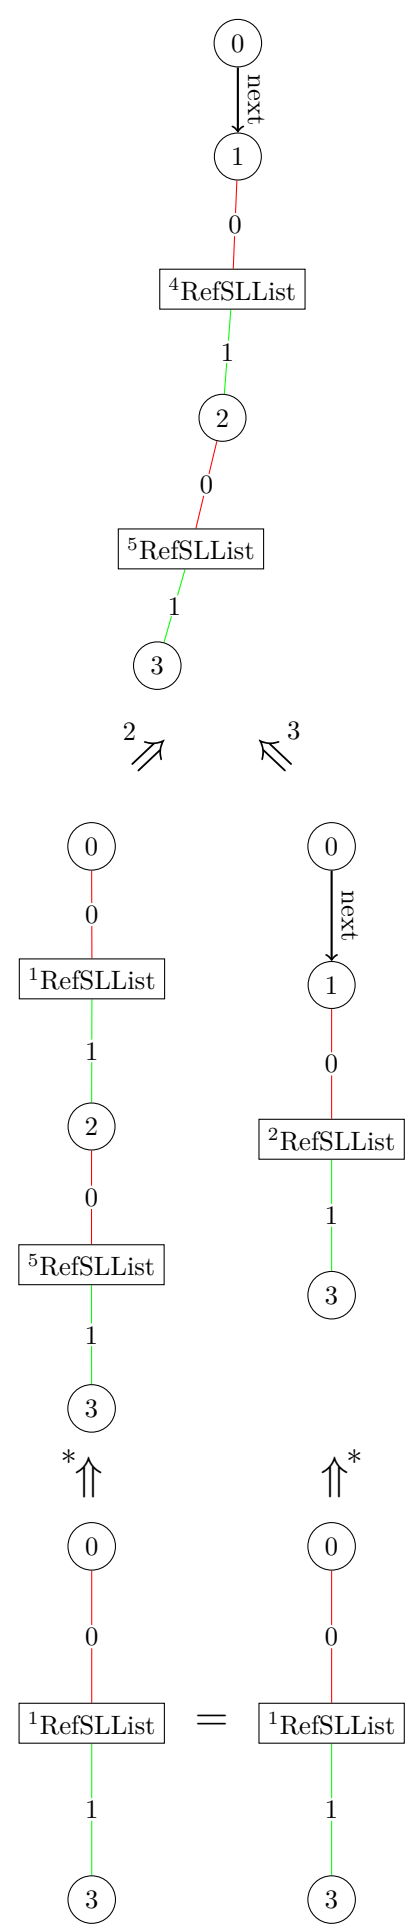 0
next
1
0
⁴RefSLList
1
2
0
⁵RefSLList
1
3
2 ⇒ ⇐ 3
0 0
0 next
¹RefSLList 1
1 0
2 ²RefSLList
0 1
⁵RefSLList 3
1
3
*⇑ ⇑*
0 0
0 0
¹RefSLList = ¹RefSLList
1 1
3 3